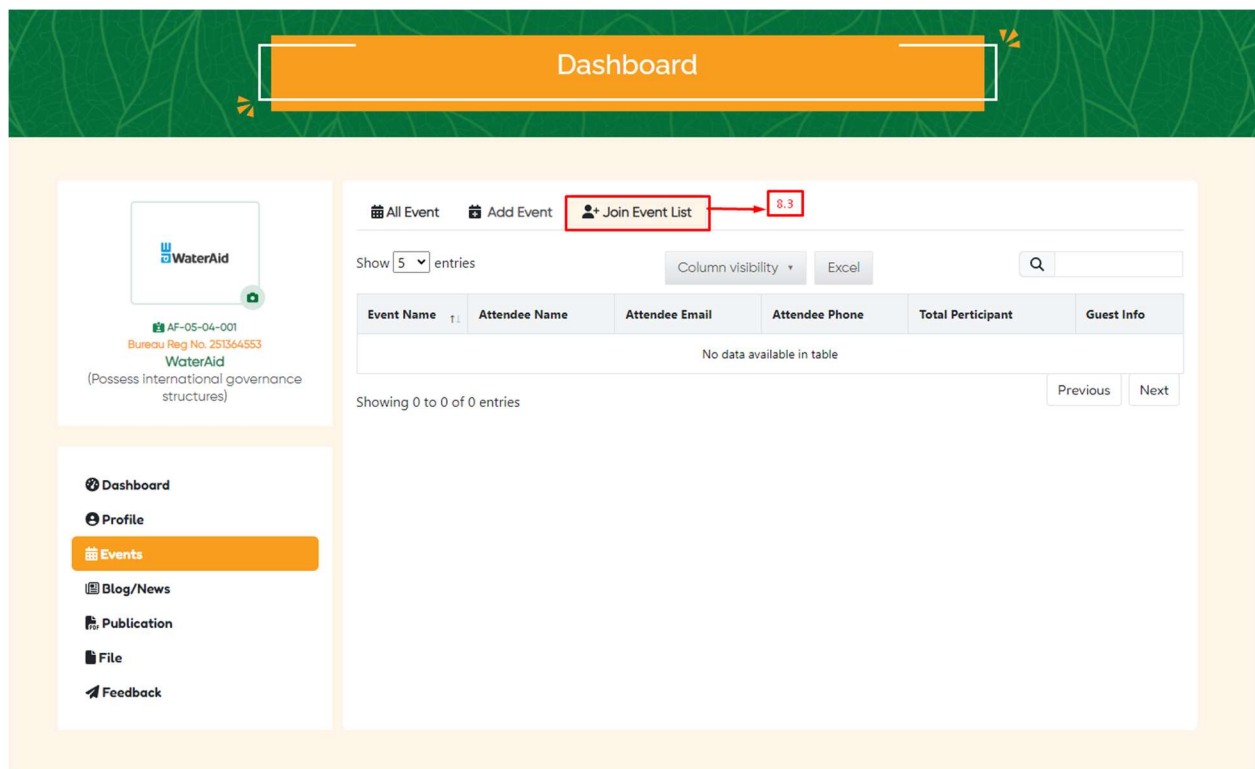 Dashboard
WaterAid
AF-05-04-001
Bureau Reg No. 251364553
WaterAid
(Possess international governance
structures)
Dashboard
Profile
Events
Blog/News
Publication
File
Feedback
All Event Add Event Join Event List 8.3
Show 5 entries Column visibility Excel
Event Name Attendee Name Attendee Email Attendee Phone Total Perticipant Guest Info
No data available in table
Showing 0 to 0 of 0 entries Previous Next